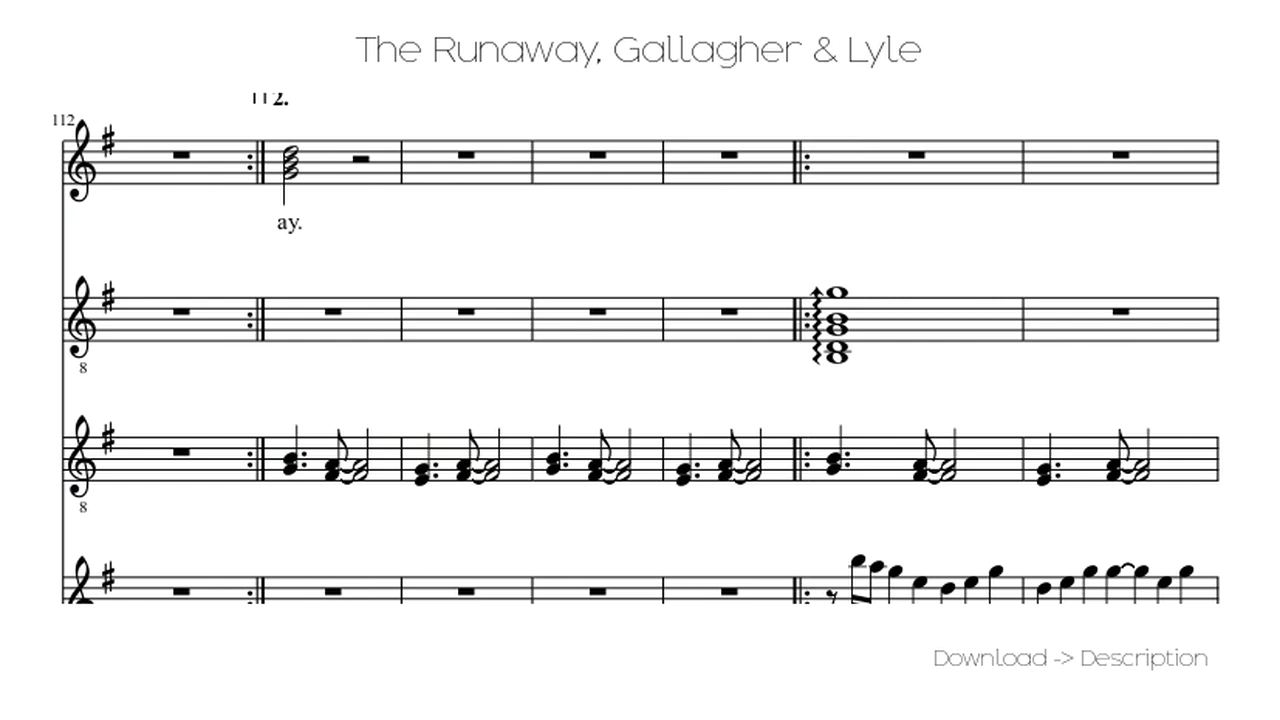 The Runaway, Gallagher & Lyle
2.
112
ay.
8
8
Download -> Description